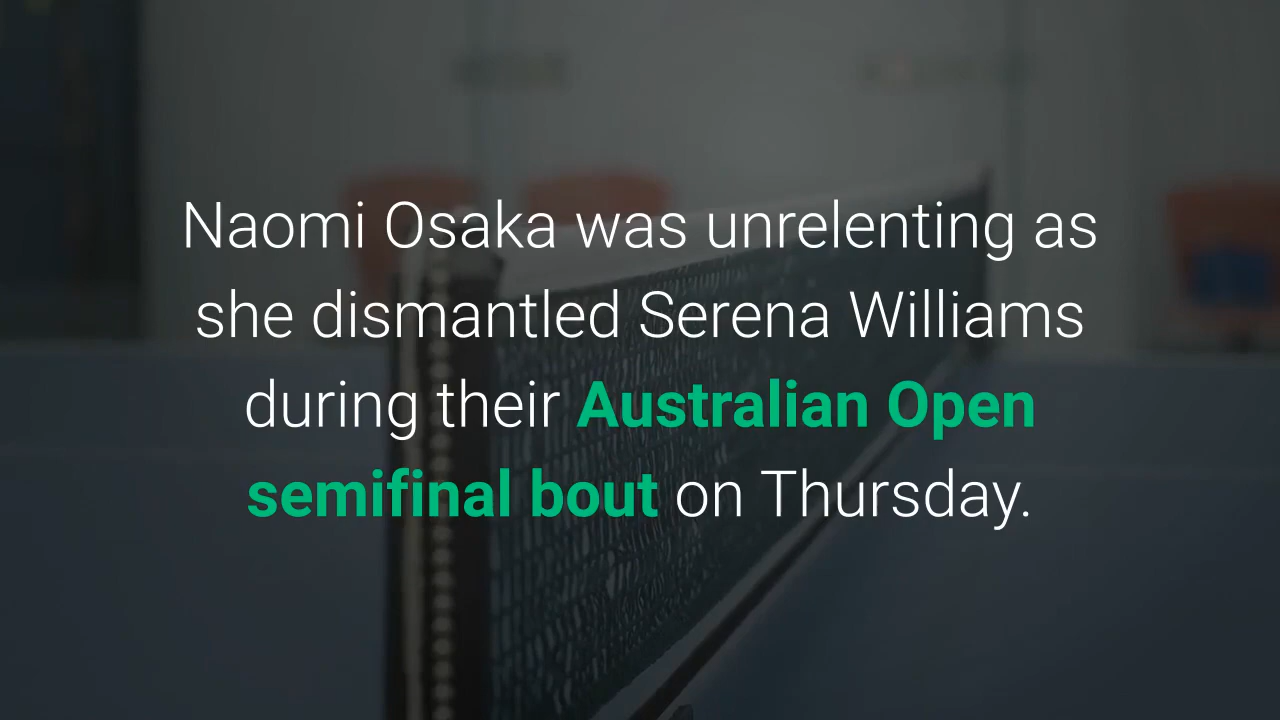 Naomi Osaka was unrelenting as
she dismantled Serena Williams
during their Australian Open
semifinal bout on Thursday.